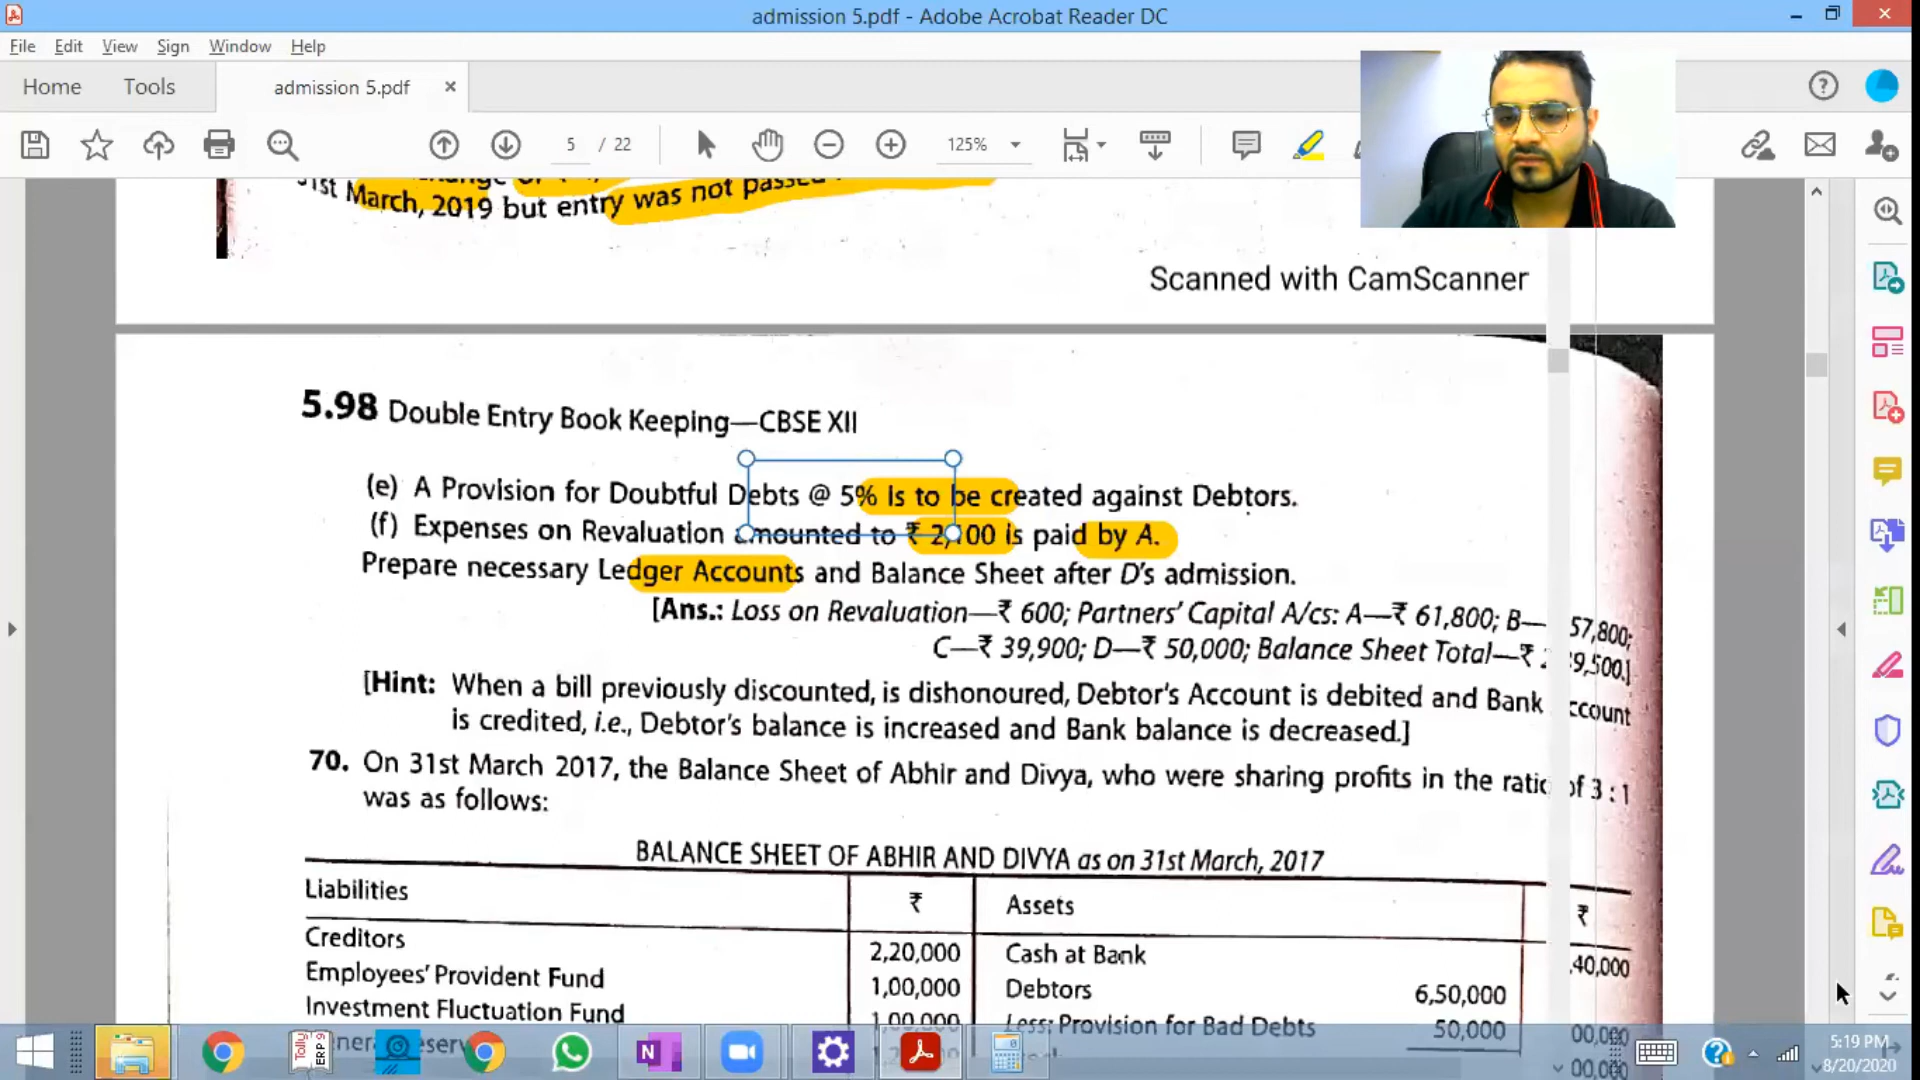 admission 5.pdf - Adobe Acrobat Reader DC
File Edit View Sign Window Help
Home Tools admission 5.pdf
5 / 22 125%
31st March, 2019 but entry was not passed
Scanned with CamScanner
5.98 Double Entry Book Keeping—CBSE XII
(e) A Provision for Doubtful Debts @ 5% is to be created against Debtors.
(f) Expenses on Revaluation amounted to ₹ 2,100 is paid by A.
Prepare necessary Ledger Accounts and Balance Sheet after D's admission.
[Ans.: Loss on Revaluation—₹ 600; Partners' Capital A/cs: A—₹ 61,800; B— 57,800;
C—₹ 39,900; D—₹ 50,000; Balance Sheet Total—₹ 9,500.]
[Hint: When a bill previously discounted, is dishonoured, Debtor's Account is debited and Bank Account
is credited, i.e., Debtor's balance is increased and Bank balance is decreased.]
70. On 31st March 2017, the Balance Sheet of Abhir and Divya, who were sharing profits in the ratio of 3 : 1
was as follows:
BALANCE SHEET OF ABHIR AND DIVYA as on 31st March, 2017
Liabilities ₹ Assets ₹
Creditors 2,20,000 Cash at Bank ,40,000
Employees' Provident Fund 1,00,000 Debtors 6,50,000
Investment Fluctuation Fund 1,00,000 Less: Provision for Bad Debts 50,000 00,000
5:19 PM
8/20/2020